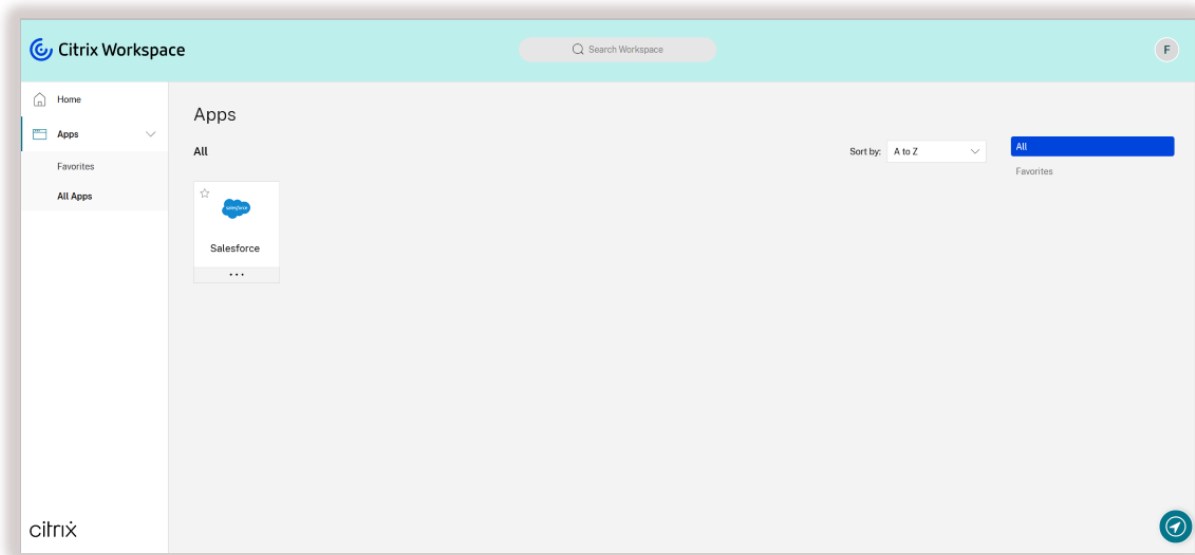 Citrix Workspace
Search Workspace
F
Home
Apps
Favorites
All Apps
Apps
All
Sort by: A to Z
All
Favorites
salesforce
Salesforce
...
citrix